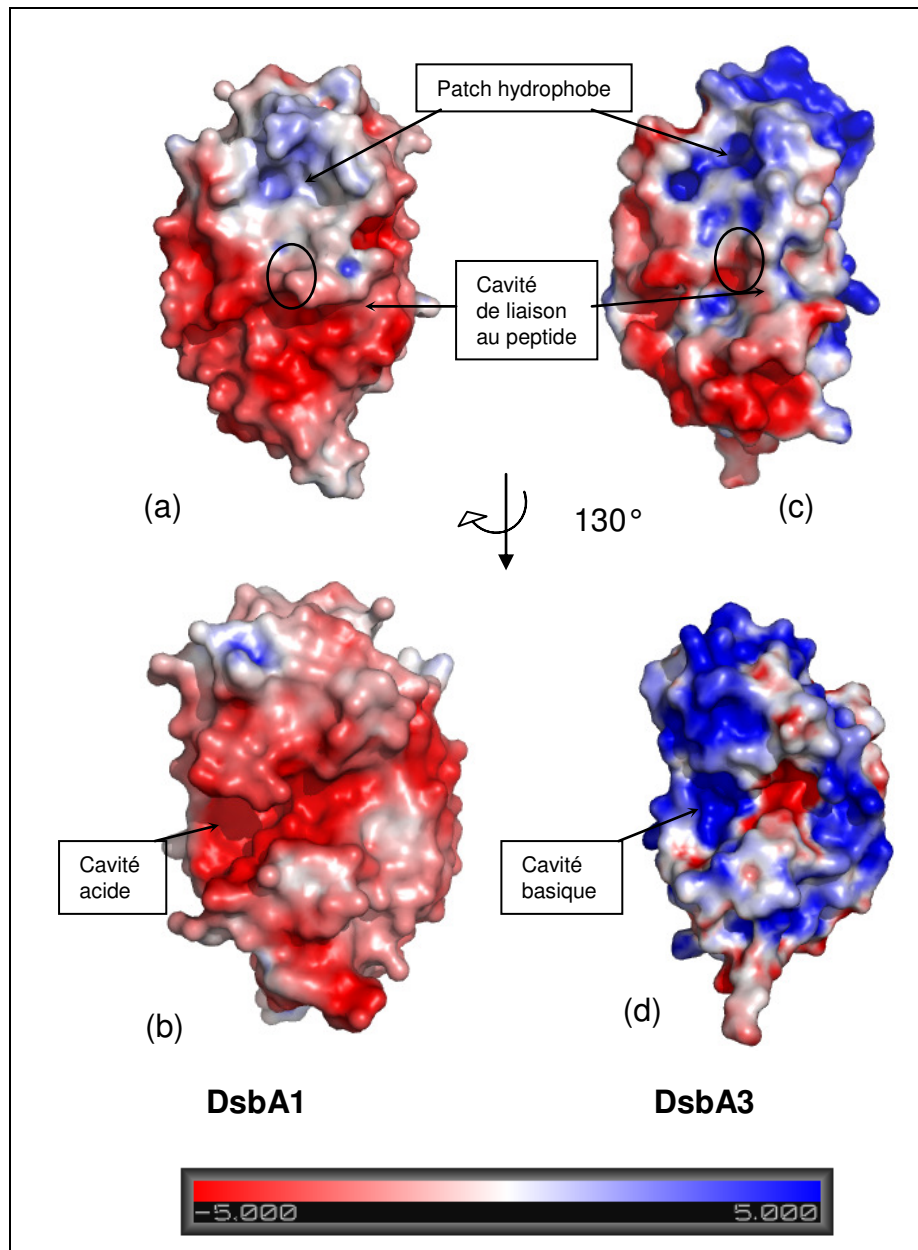 Patch hydrophobe
Cavité
de liaison
au peptide
(a)
(c)
130°
Cavité
acide
Cavité
basique
(b)
(d)
DsbA1
DsbA3
-5.000
5.000